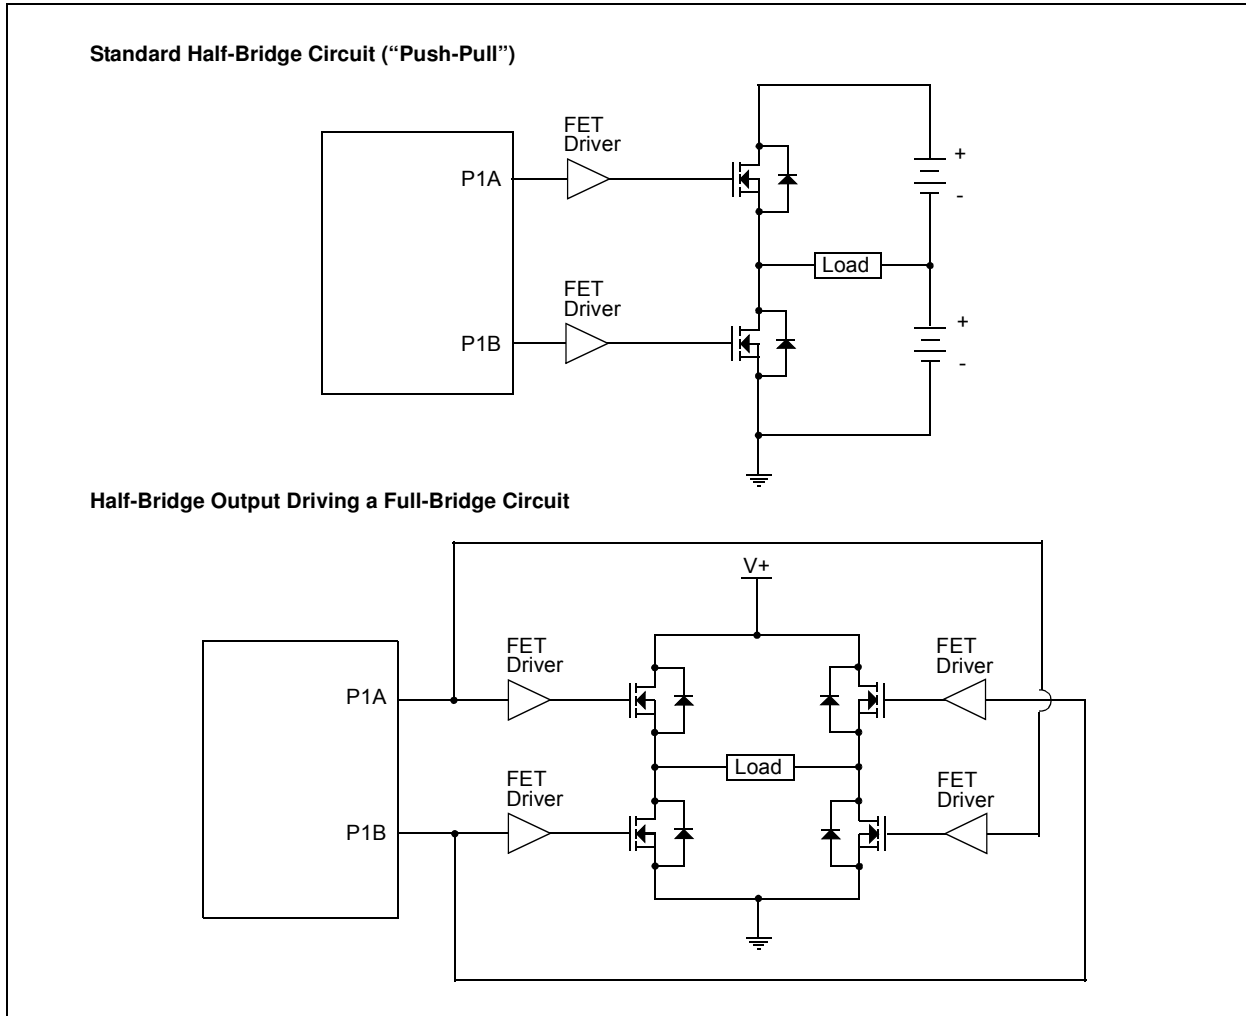 Standard Half-Bridge Circuit (“Push-Pull”)
FET
Driver
P1A
+
-
Load
FET
Driver
P1B
+
-
Half-Bridge Output Driving a Full-Bridge Circuit
V+
FET
Driver
FET
Driver
P1A
Load
FET
Driver
FET
Driver
P1B